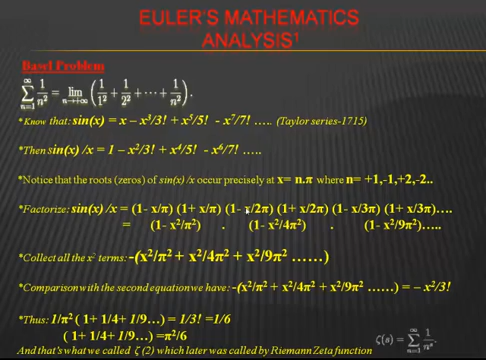 EULER'S MATHEMATICS
ANALYSIS¹
Basel Problem
∞∑n=1 1/n² = lim n→+∞ (1/1² + 1/2² + ⋯ + 1/n²).
*Know that: sin(x) = x – x³/3! + x⁵/5! - x⁷/7! ….. (Taylor series-1715)
*Then sin(x) /x = 1 – x²/3! + x⁴/5! - x⁶/7! …..
*Notice that the roots (zeros) of sin(x) /x occur precisely at x= n.π where n= +1,-1,+2,-2..
*Factorize: sin(x) /x = (1- x/π) (1+ x/π) (1- x/2π) (1+ x/2π) (1- x/3π) (1+ x/3π)….
= (1- x²/π²) . (1- x²/4π²) . (1- x²/9π²)…..
*Collect all the x² terms: -(x²/π² + x²/4π² + x²/9π² ……)
*Comparison with the second equation we have: -(x²/π² + x²/4π² + x²/9π² ……) = – x²/3!
*Thus: 1/π² ( 1+ 1/4+ 1/9…) = 1/3! = 1/6
( 1+ 1/4+ 1/9…) =π²/6
And that's what we called ζ (2) which later was called by Riemann Zeta function
ζ(s) = ∞∑n=1 1/nˢ